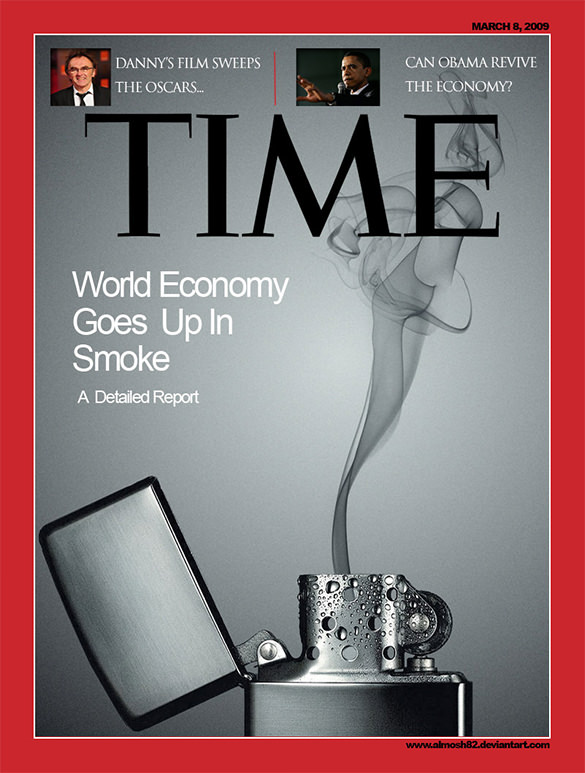 MARCH 8, 2009
DANNY'S FILM SWEEPS
THE OSCARS...
CAN OBAMA REVIVE
THE ECONOMY?
TIME
World Economy
Goes Up In
Smoke
A Detailed Report
www.almosh82.deviantart.com